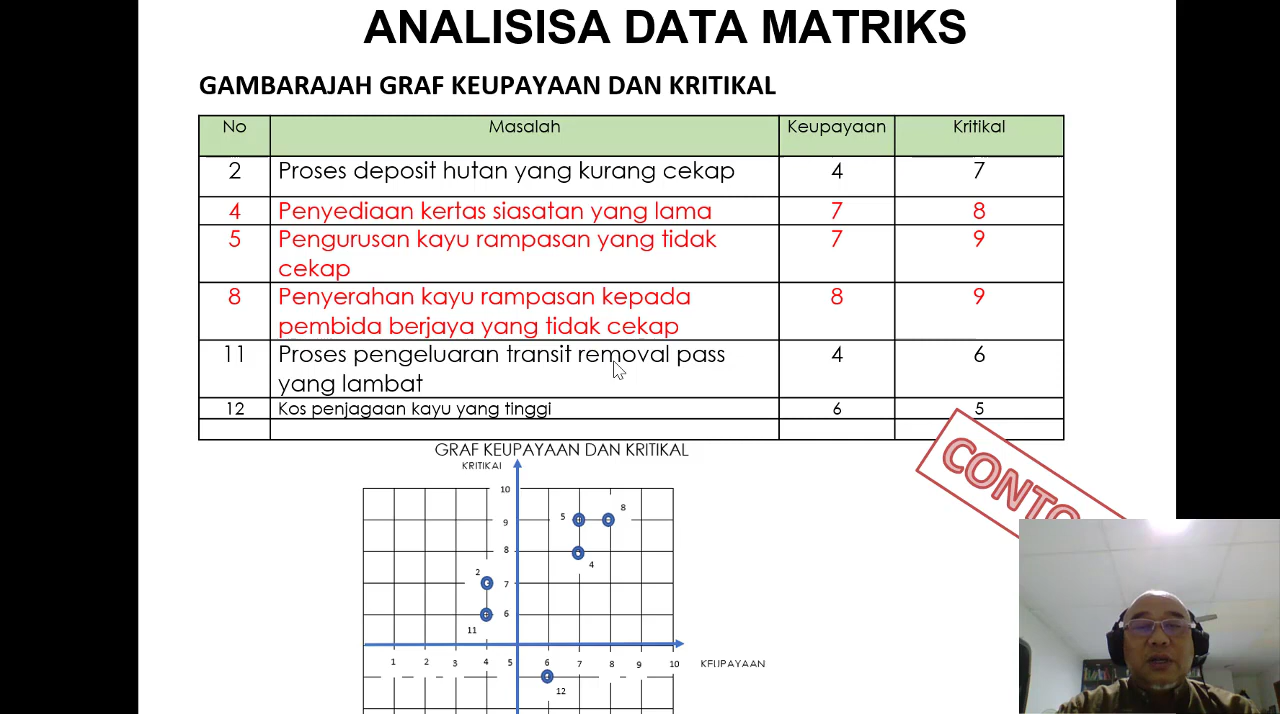 ANALISISA DATA MATRIKS
GAMBARAJAH GRAF KEUPAYAAN DAN KRITIKAL
No Masalah Keupayaan Kritikal
2 Proses deposit hutan yang kurang cekap 4 7
4 Penyediaan kertas siasatan yang lama 7 8
5 Pengurusan kayu rampasan yang tidak 7 9
cekap
8 Penyerahan kayu rampasan kepada 8 9
pembida berjaya yang tidak cekap
11 Proses pengeluaran transit removal pass 4 6
yang lambat
12 Kos penjagaan kayu yang tinggi 6 5
GRAF KEUPAYAAN DAN KRITIKAL
KRITIKAL
10
8
5 9
8
4
2
7
6
11
1 2 3 4 5 6 7 8 9 10 KEUPAYAAN
12